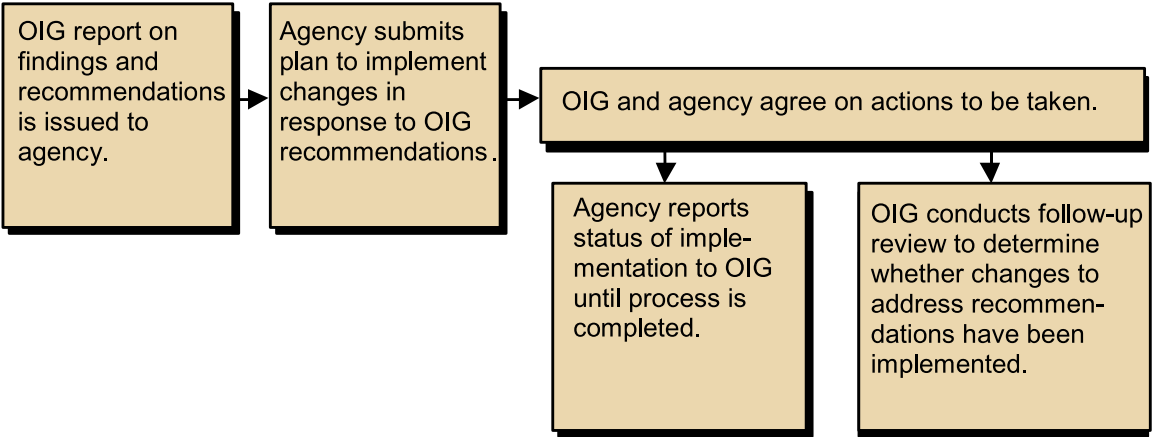 OIG report on
findings and
recommendations
is issued to
agency.
Agency submits
plan to implement
changes in
response to OIG
recommendations.
OIG and agency agree on actions to be taken.
Agency reports
status of imple-
mentation to OIG
until process is
completed.
OIG conducts follow-up
review to determine
whether changes to
address recommen-
dations have been
implemented.